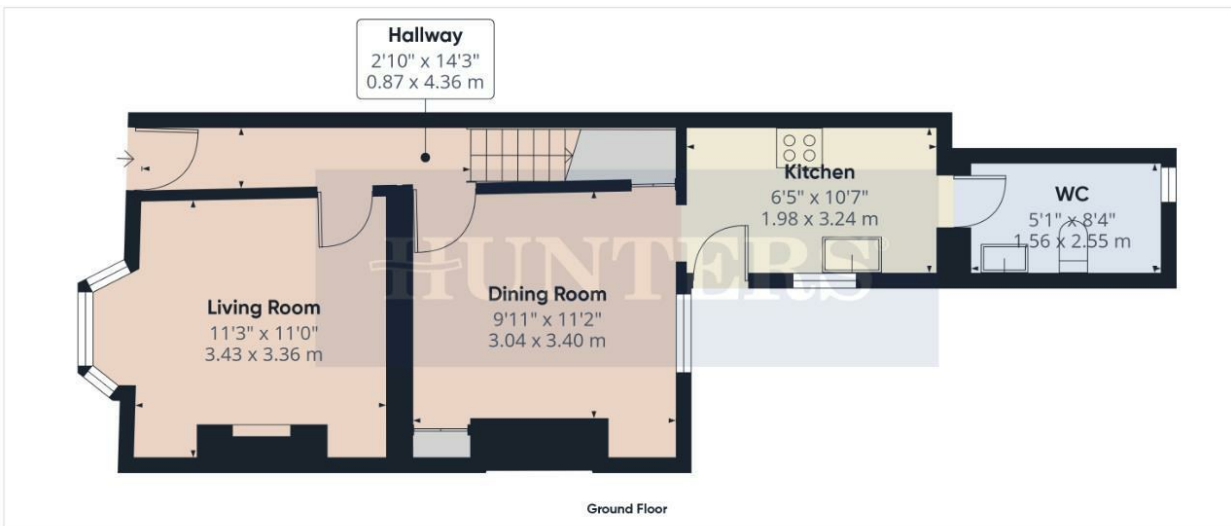 Hallway
2'10" x 14'3"
0.87 x 4.36 m
Kitchen
6'5" x 10'7"
1.98 x 3.24 m
WC
5'1" x 8'4"
1.56 x 2.55 m
HUNTERS®
Living Room
11'3" x 11'0"
3.43 x 3.36 m
Dining Room
9'11" x 11'2"
3.04 x 3.40 m
Ground Floor